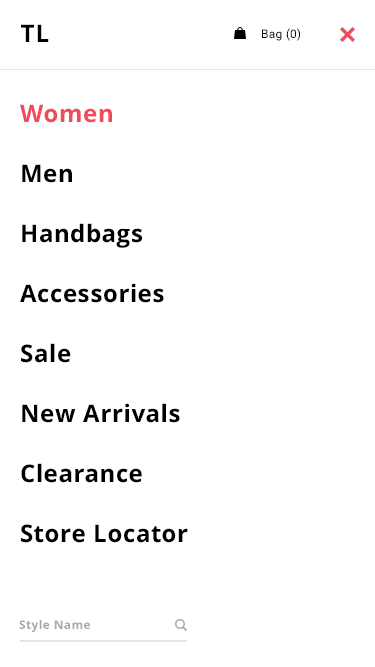 TL Bag (0)
Women
Men
Handbags
Accessories
Sale
New Arrivals
Clearance
Store Locator
Style Name